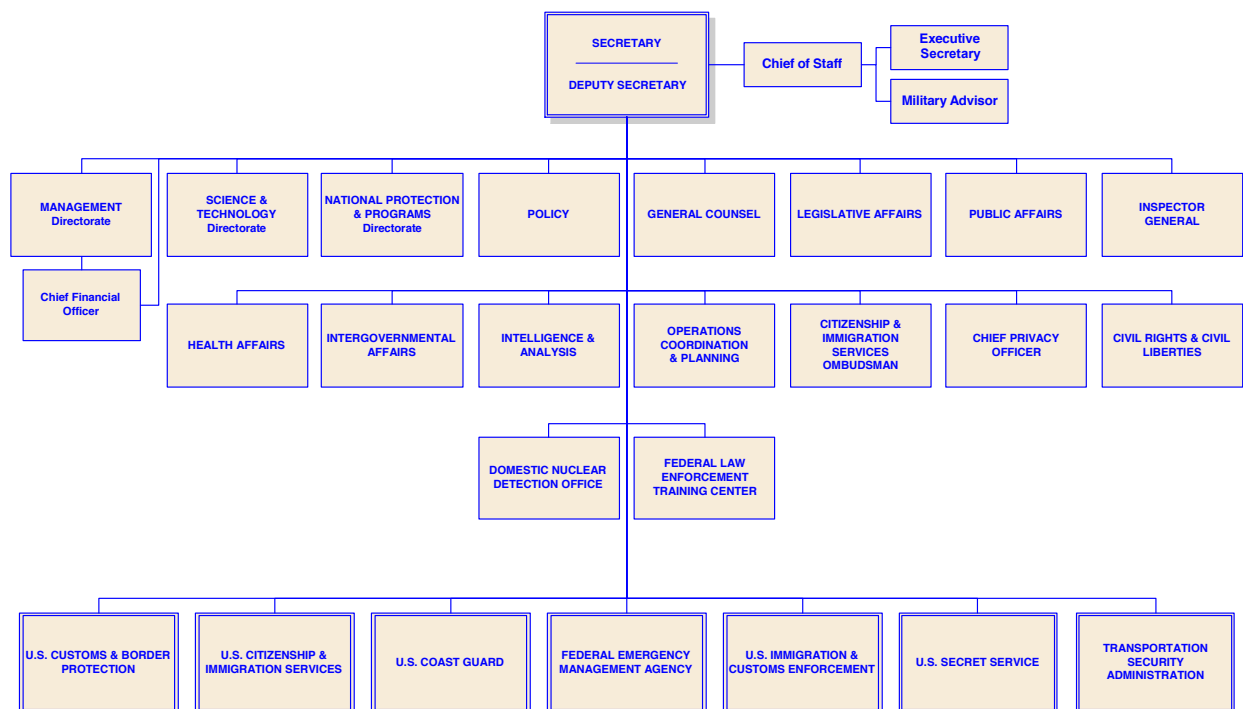 SECRETARY
DEPUTY SECRETARY
Chief of Staff
Executive
Secretary
Military Advisor
MANAGEMENT
Directorate
SCIENCE &
TECHNOLOGY
Directorate
NATIONAL PROTECTION
& PROGRAMS
Directorate
POLICY
GENERAL COUNSEL
LEGISLATIVE AFFAIRS
PUBLIC AFFAIRS
INSPECTOR
GENERAL
Chief Financial
Officer
HEALTH AFFAIRS
INTERGOVERNMENTAL
AFFAIRS
INTELLIGENCE &
ANALYSIS
OPERATIONS
COORDINATION
& PLANNING
CITIZENSHIP &
IMMIGRATION
SERVICES
OMBUDSMAN
CHIEF PRIVACY
OFFICER
CIVIL RIGHTS & CIVIL
LIBERTIES
DOMESTIC NUCLEAR
DETECTION OFFICE
FEDERAL LAW
ENFORCEMENT
TRAINING CENTER
U.S. CUSTOMS & BORDER
PROTECTION
U.S. CITIZENSHIP &
IMMIGRATION SERVICES
U.S. COAST GUARD
FEDERAL EMERGENCY
MANAGEMENT AGENCY
U.S. IMMIGRATION &
CUSTOMS ENFORCEMENT
U.S. SECRET SERVICE
TRANSPORTATION
SECURITY
ADMINISTRATION